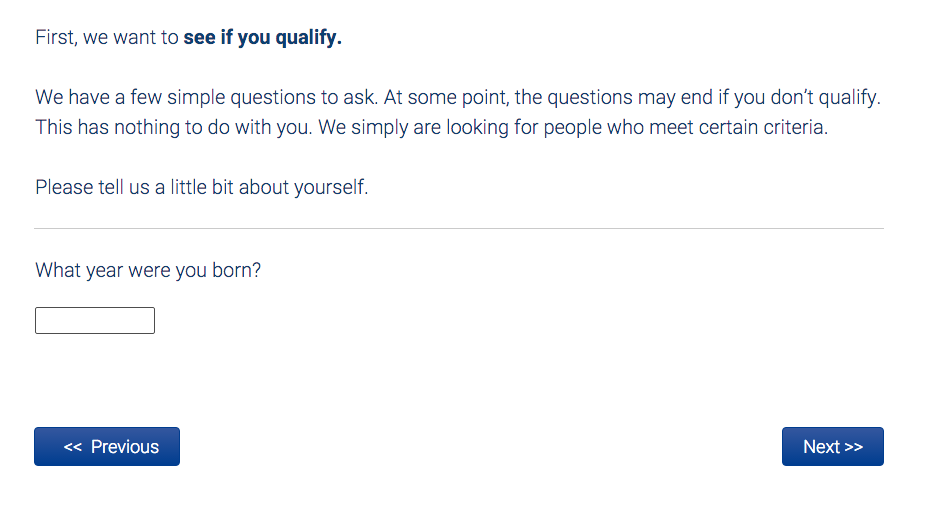 First, we want to see if you qualify.
We have a few simple questions to ask. At some point, the questions may end if you don’t qualify.
This has nothing to do with you. We simply are looking for people who meet certain criteria.
Please tell us a little bit about yourself.
What year were you born?
<< Previous
Next >>